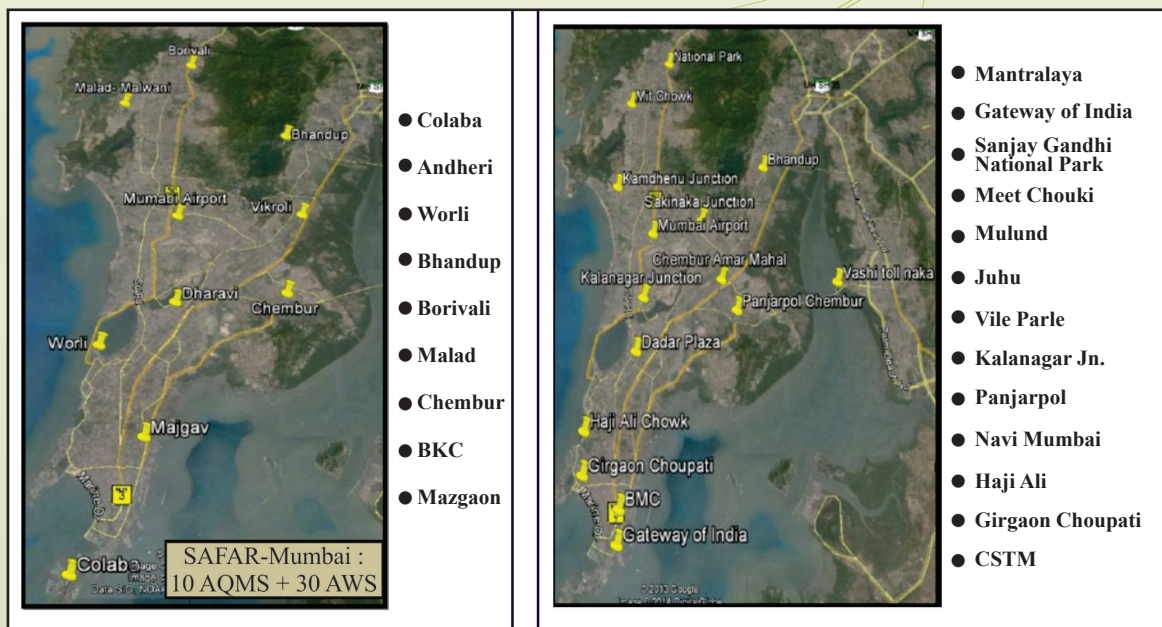 Borivali
Malad- Malwani
Bhandup
Mumabi Airport
Vikroli
Dharavi
Chembur
Worli
Majgav
3
Colaba
SAFAR-Mumbai :
10 AQMS + 30 AWS
● Colaba
● Andheri
● Worli
● Bhandup
● Borivali
● Malad
● Chembur
● BKC
● Mazgaon
National Park
Mit Chowk
Bhandup
Kamdhenu Junction
Sakinaka Junction
Mumbai Airport
Chembur Amar Mahal
Kalanagar Junction
Vashi toll naka
Panjarpol Chembur
Dadar Plaza
Haji Ali Chowk
Girgaon Choupati
BMC
Gateway of India
© 2013 Google
● Mantralaya
● Gateway of India
● Sanjay Gandhi
National Park
● Meet Chouki
● Mulund
● Juhu
● Vile Parle
● Kalanagar Jn.
● Panjarpol
● Navi Mumbai
● Haji Ali
● Girgaon Choupati
● CSTM